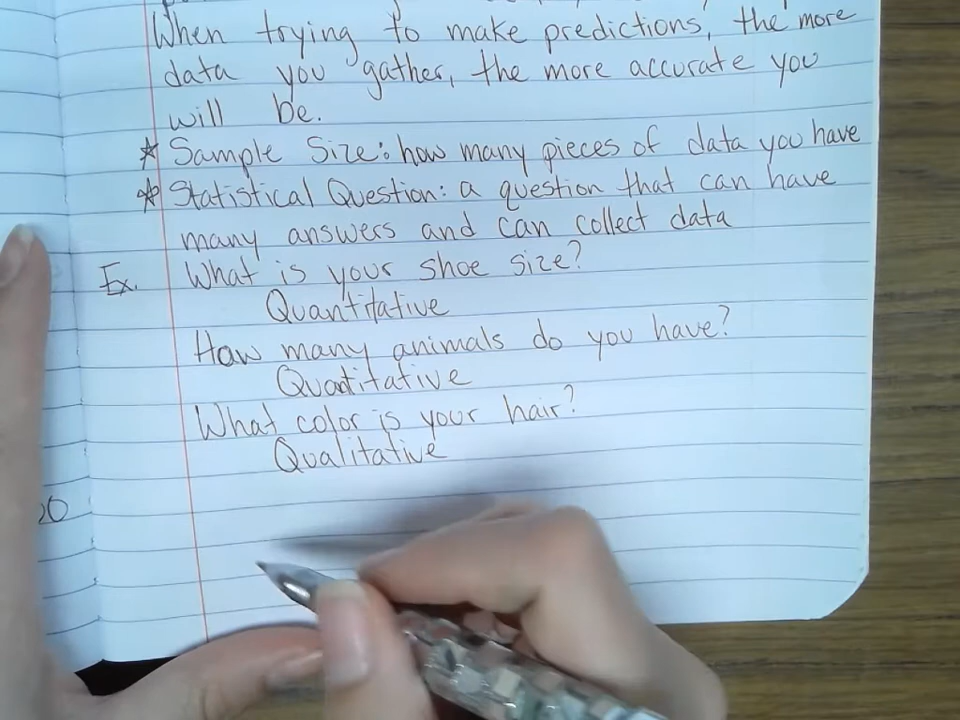 When trying to make predictions, the more
data you gather, the more accurate you
will be.
* Sample Size: how many pieces of data you have
* Statistical Question: a question that can have
many answers and can collect data
Ex. What is your shoe size?
Quantitative
How many animals do you have?
Quantitative
What color is your hair?
Qualitative
20